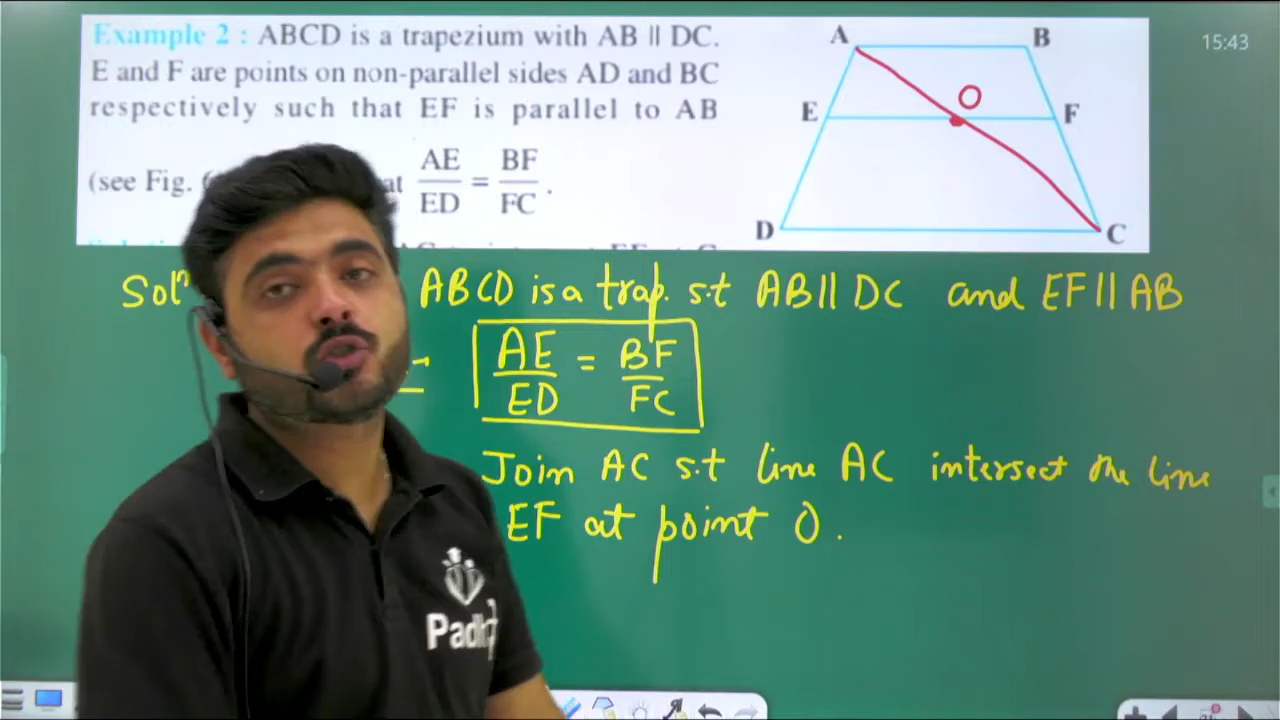 Example 2 : ABCD is a trapezium with AB || DC.
E and F are points on non-parallel sides AD and BC
respectively such that EF is parallel to AB
(see Fig. at AE/ED = BF/FC.
A B
15:43
O
E F
D C
Solⁿ ABCD is a trap. s.t AB || DC and EF || AB
AE/ED = BF/FC
Join AC s.t line AC intersect the line
EF at point O.